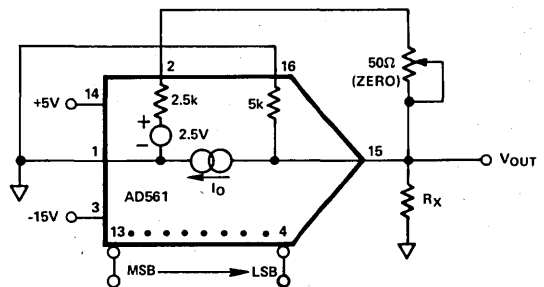 2
16
50Ω
(ZERO)
+5V
14
2.5k
5k
+
−
2.5V
1
15
VOUT
IO
AD561
RX
-15V
3
13
4
MSB
LSB